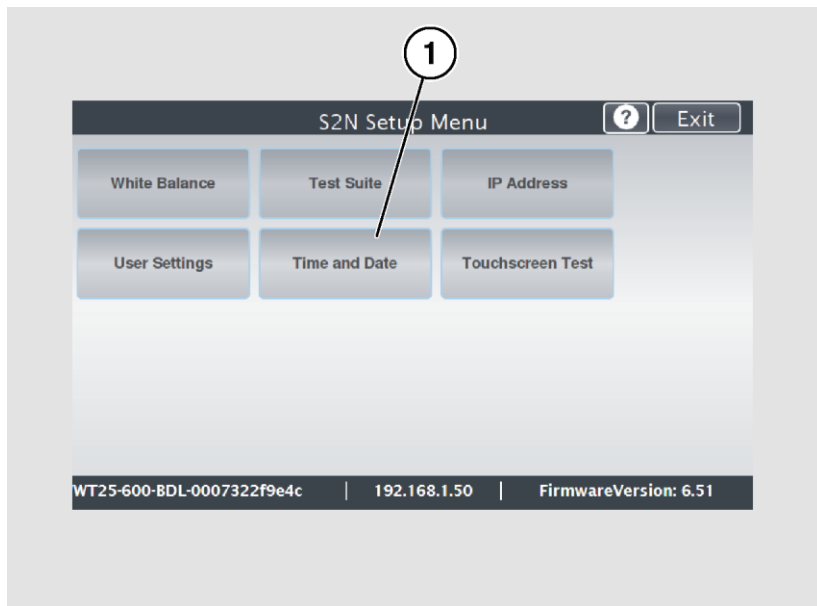 1
S2N Setup Menu ? Exit
White Balance Test Suite IP Address
User Settings Time and Date Touchscreen Test
WT25-600-BDL-0007322f9e4c | 192.168.1.50 | FirmwareVersion: 6.51